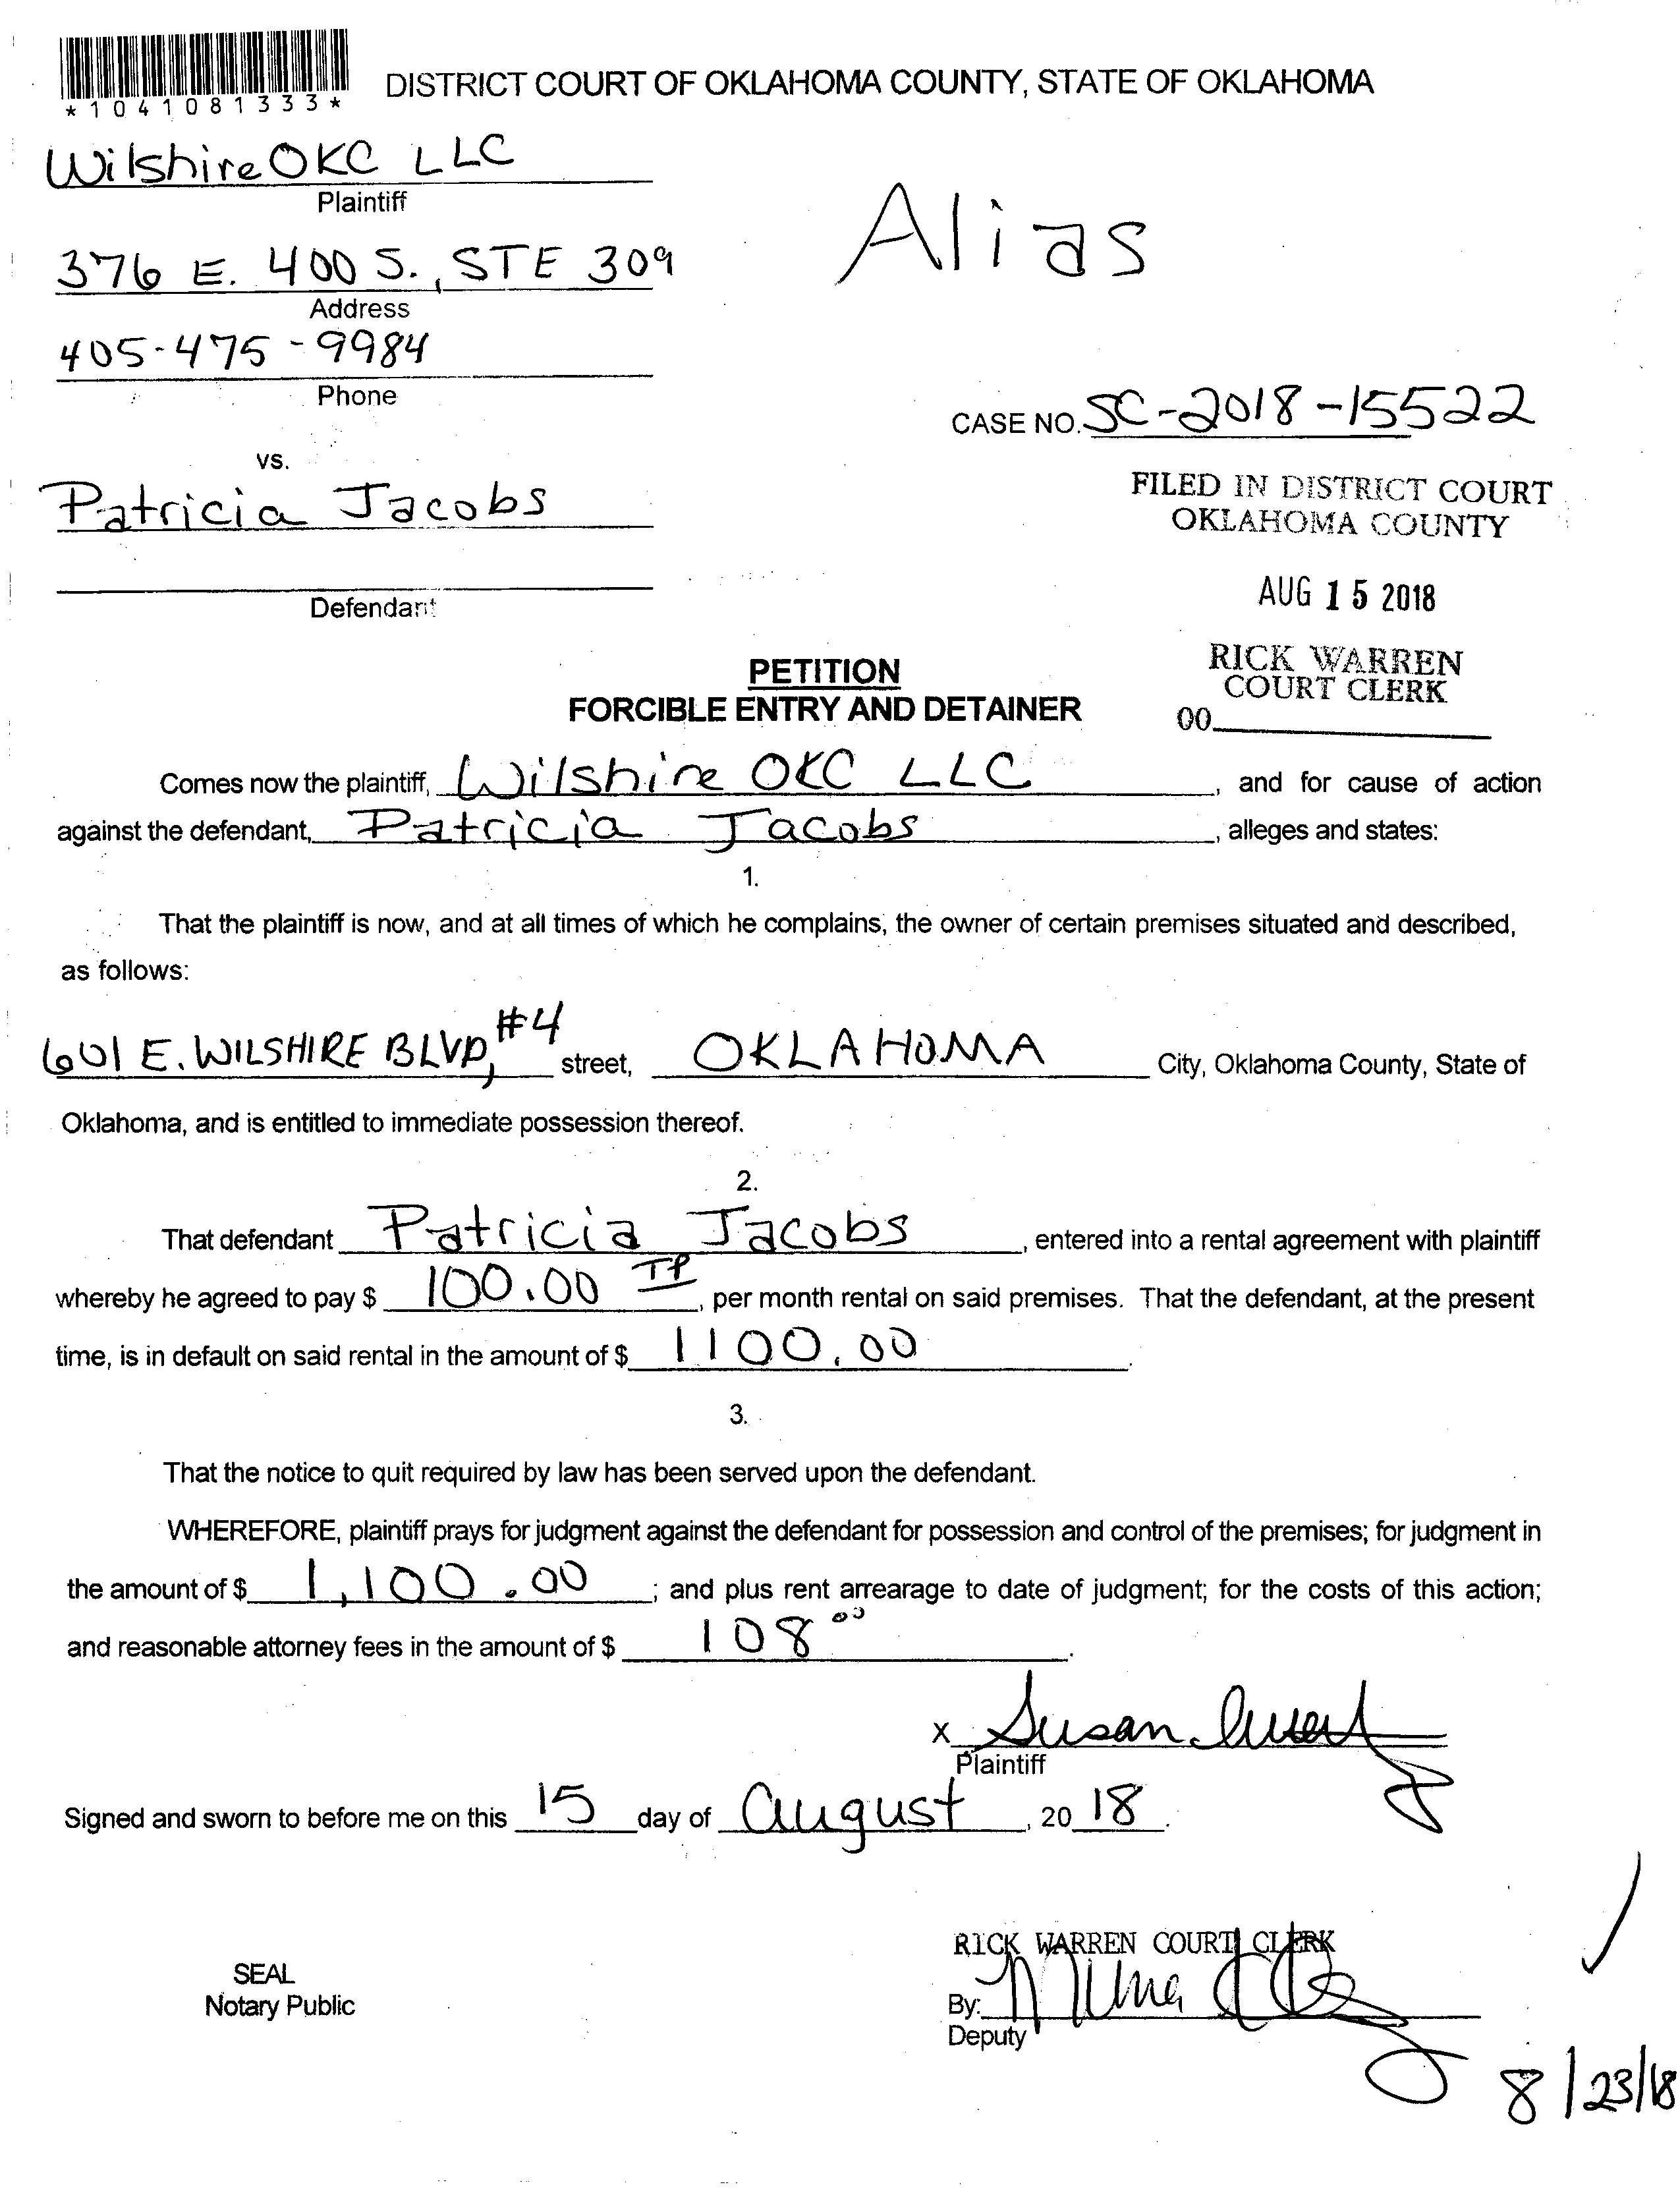 *1041081333*
DISTRICT COURT OF OKLAHOMA COUNTY, STATE OF OKLAHOMA
Wilshire OKC LLC
Plaintiff
Alias
376 E. 400 S., STE 309
Address
405-475-9984
Phone
CASE NO. SC-2018-15522
vs.
Patricia Jacobs
FILED IN DISTRICT COURT
OKLAHOMA COUNTY
AUG 15 2018
Defendant
RICK WARREN
COURT CLERK
00
PETITION
FORCIBLE ENTRY AND DETAINER
Comes now the plaintiff, Wilshire OKC LLC, and for cause of action
against the defendant, Patricia Jacobs, alleges and states:
1.
That the plaintiff is now, and at all times of which he complains, the owner of certain premises situated and described,
as follows:
601 E. WILSHIRE BLVD, #4 street, OKLAHOMA City, Oklahoma County, State of
Oklahoma, and is entitled to immediate possession thereof.
2.
That defendant Patricia Jacobs, entered into a rental agreement with plaintiff
whereby he agreed to pay $ 100.00 TP, per month rental on said premises. That the defendant, at the present
time, is in default on said rental in the amount of $ 1100.00.
3.
That the notice to quit required by law has been served upon the defendant.
WHEREFORE, plaintiff prays for judgment against the defendant for possession and control of the premises; for judgment in
the amount of $ 1,100.00; and plus rent arrearage to date of judgment; for the costs of this action;
and reasonable attorney fees in the amount of $ 108 00.
X Susan
Plaintiff
Signed and sworn to before me on this 15 day of August, 20 18.
RICK WARREN COURT CLERK
SEAL
Notary Public
By:
Deputy
8/23/18